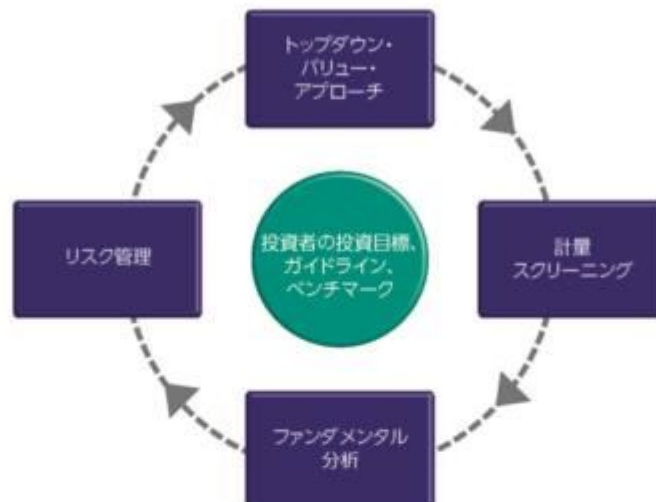 トップダウン・
バリュー・
アプローチ
リスク管理
投資者の投資目標、
ガイドライン、
ベンチマーク
計量
スクリーニング
ファンダメンタル
分析